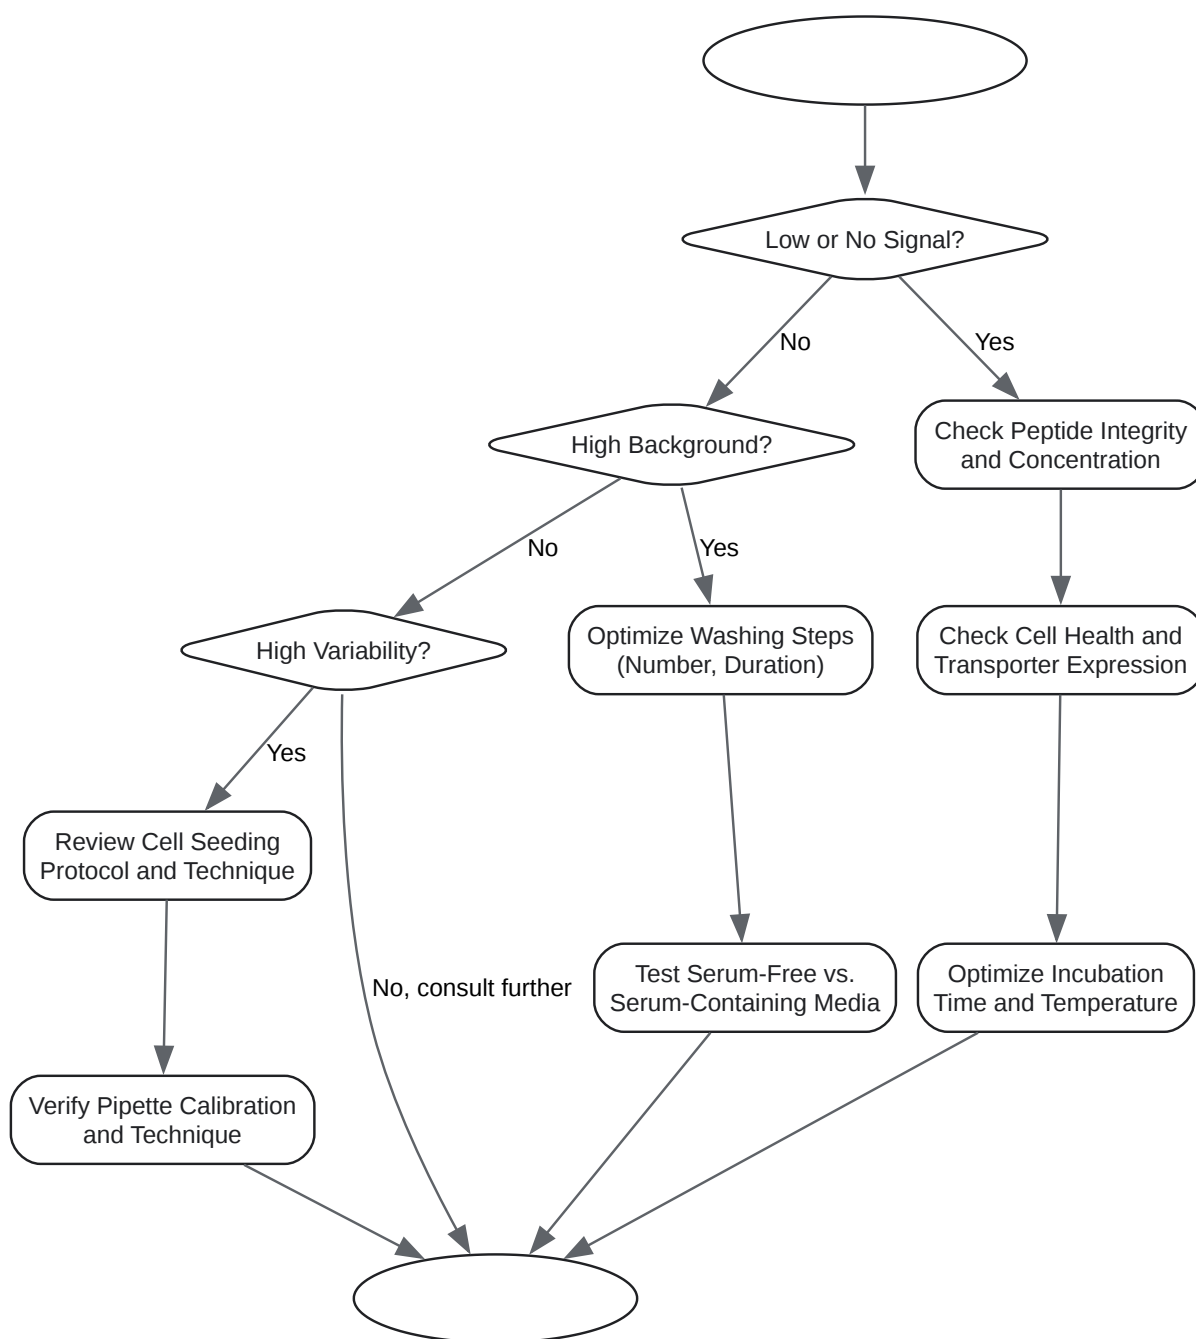 Low or No Signal?
No
Yes
High Background?
Check Peptide Integrity
and Concentration
No
Yes
High Variability?
Optimize Washing Steps
(Number, Duration)
Check Cell Health and
Transporter Expression
Yes
Review Cell Seeding
Protocol and Technique
No, consult further
Test Serum-Free vs.
Serum-Containing Media
Optimize Incubation
Time and Temperature
Verify Pipette Calibration
and Technique